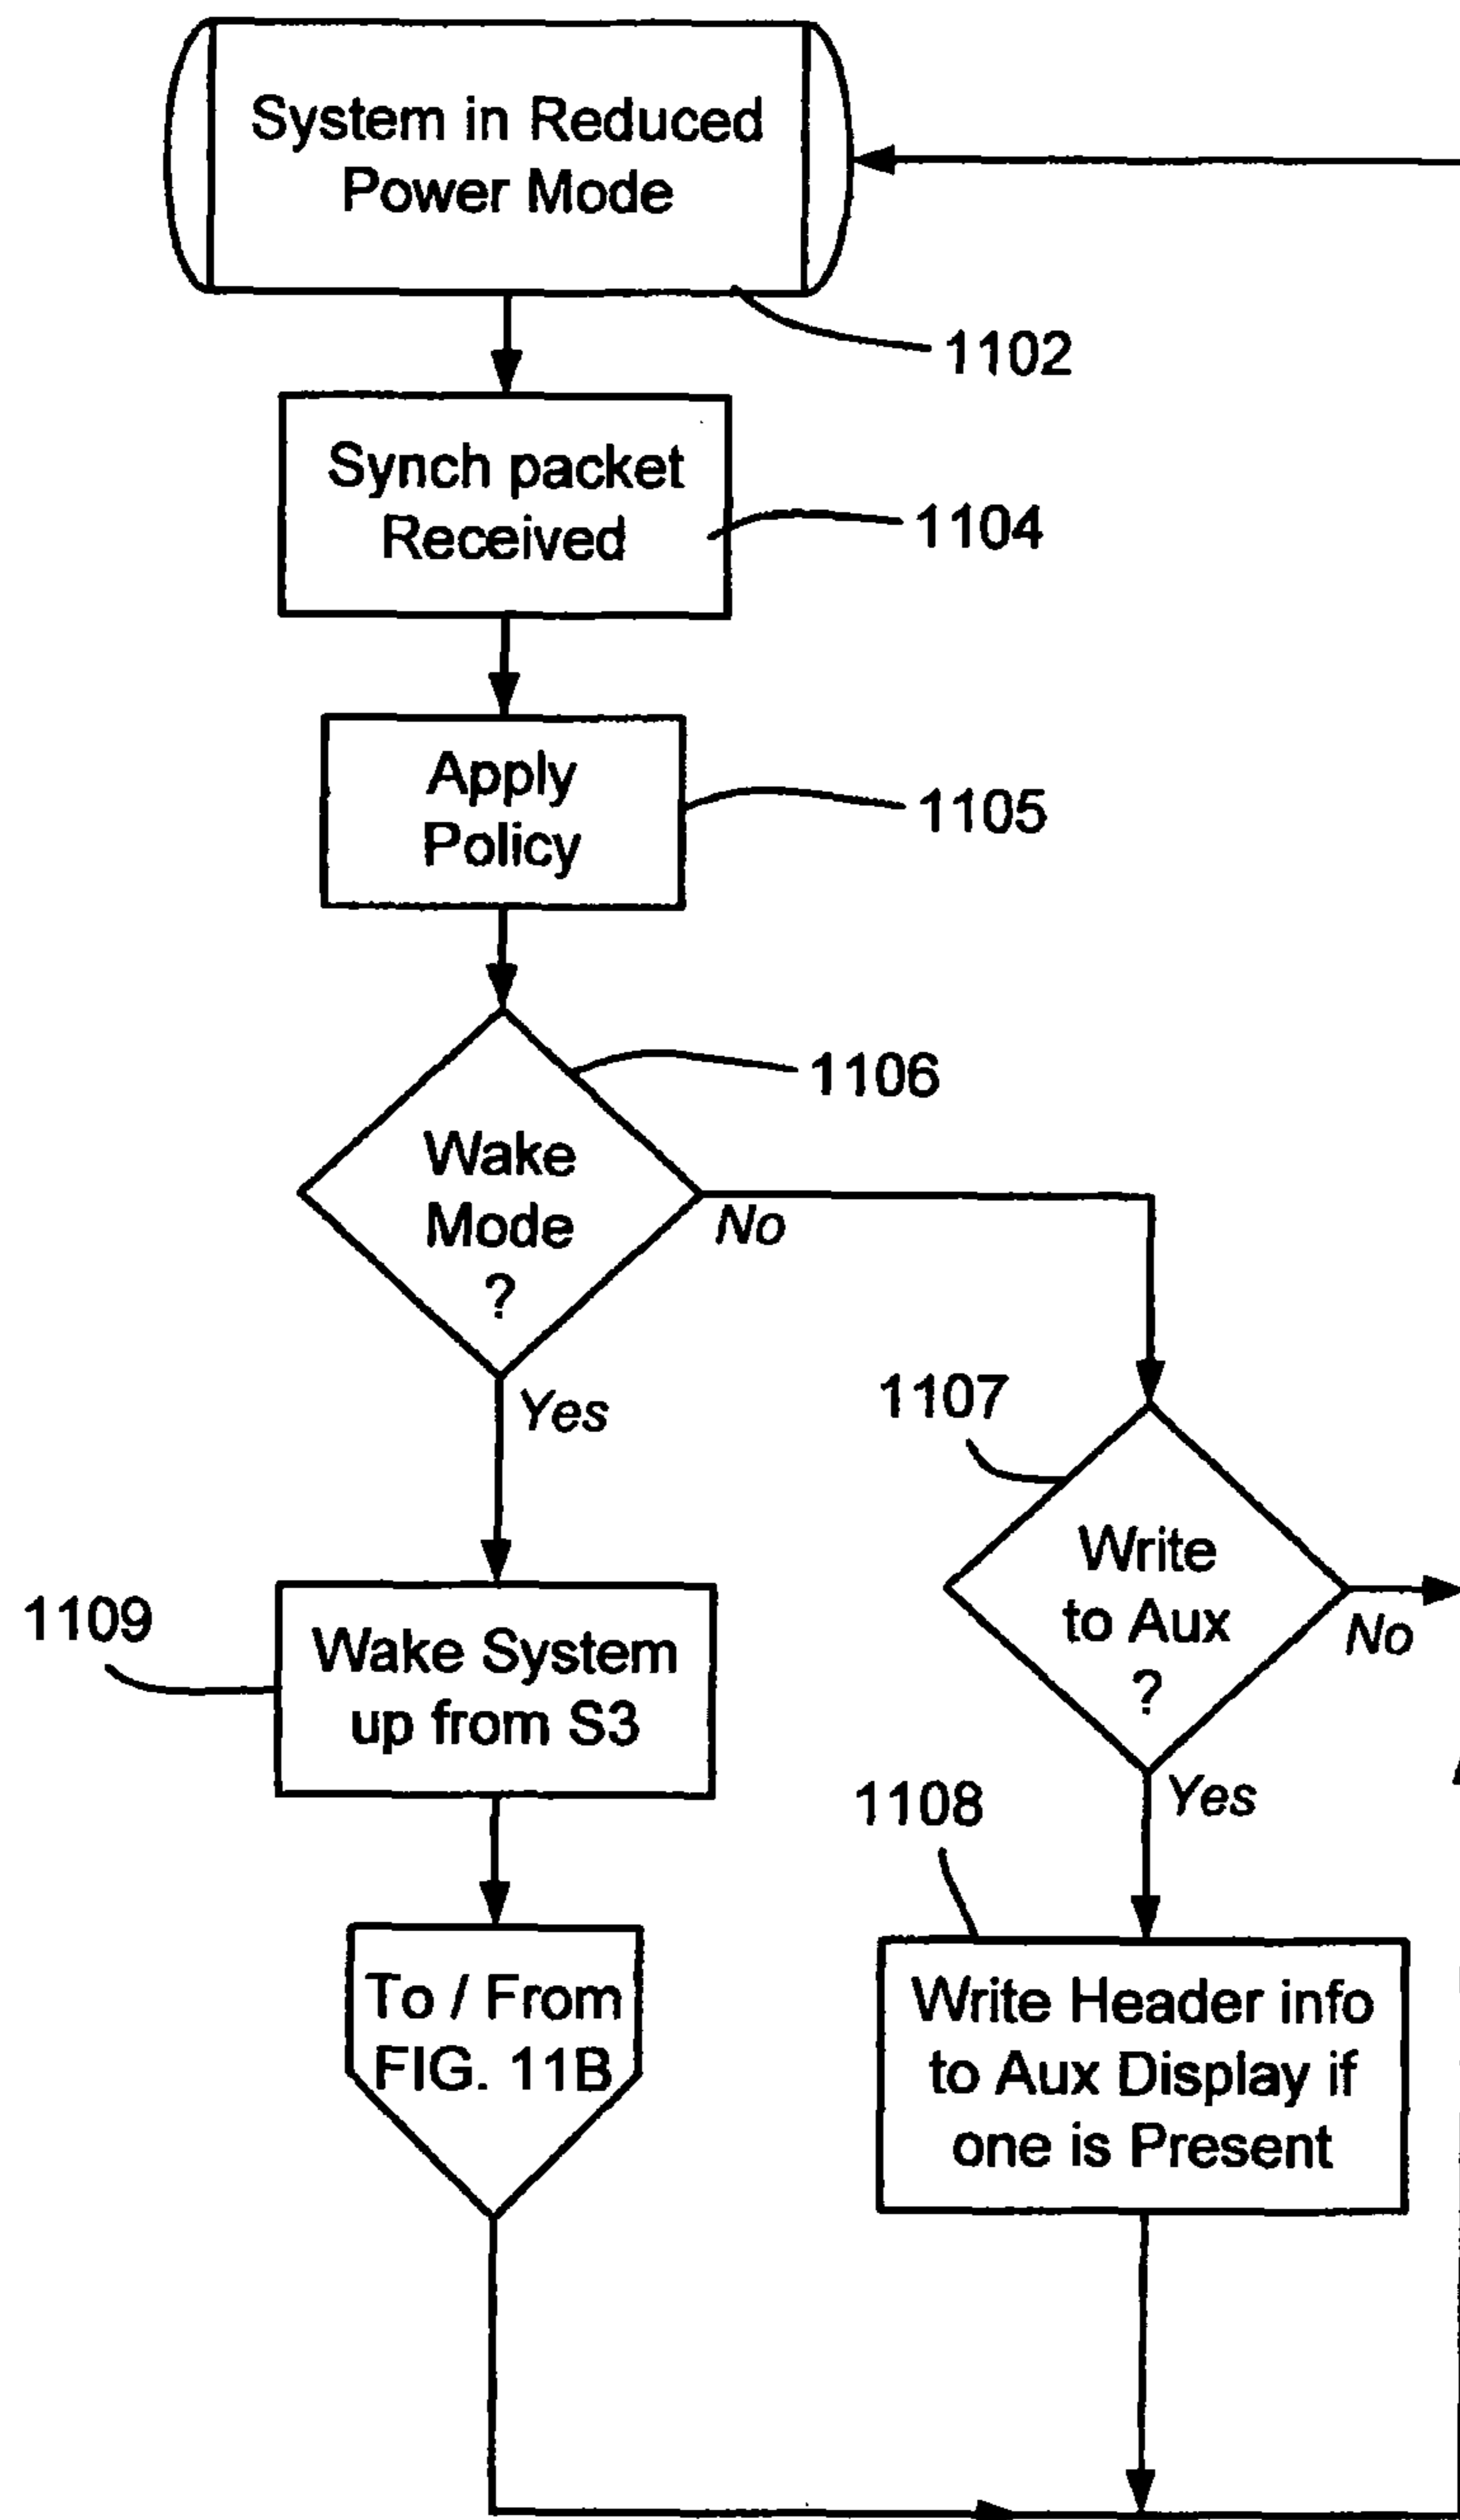 System in Reduced
Power Mode
1102
Synch packet
Received
1104
Apply
Policy
1105
1106
Wake
Mode
?
No
Yes
1107
Write
to Aux
?
No
Yes
1109
Wake System
up from S3
1108
To / From
FIG. 11B
Write Header info
to Aux Display if
one is Present